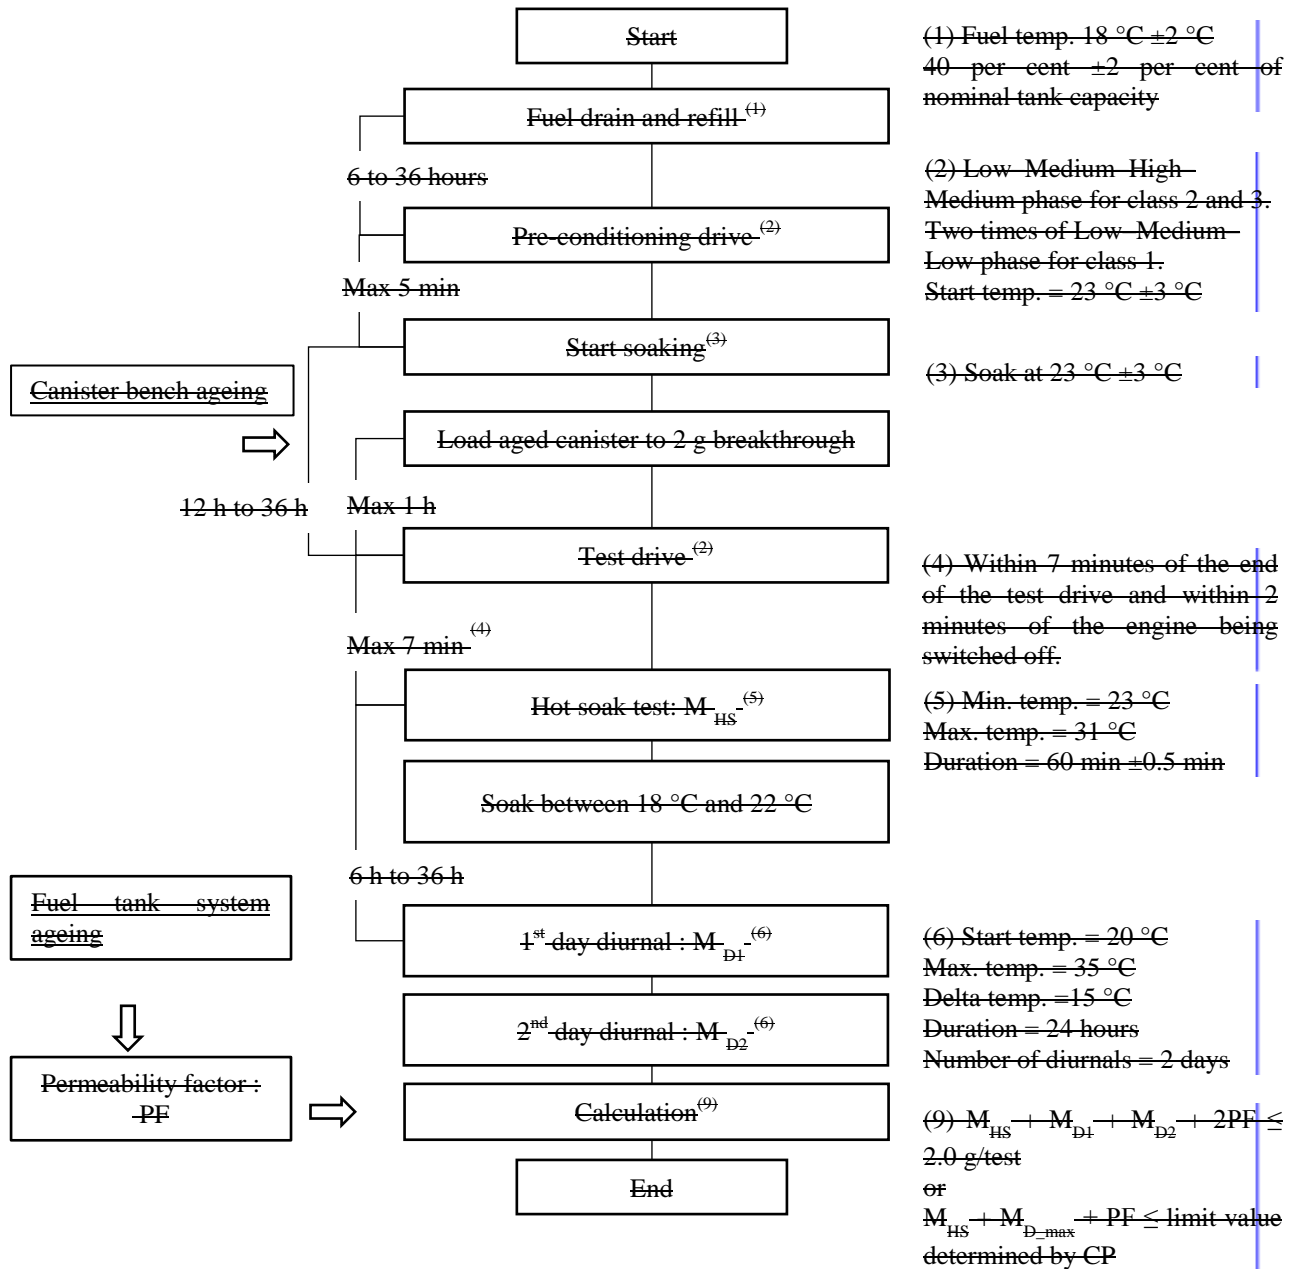 Start
(1) Fuel temp. 18 °C ±2 °C
40 per cent ±2 per cent of
nominal tank capacity
Fuel drain and refill (1)
6 to 36 hours
(2) Low-Medium-High-
Medium phase for class 2 and 3.
Two times of Low-Medium-
Low phase for class 1.
Start temp. = 23 °C ±3 °C
Pre-conditioning drive (2)
Max 5 min
Start soaking(3)
(3) Soak at 23 °C ±3 °C
Canister bench ageing
Load aged canister to 2 g breakthrough
12 h to 36 h
Max 1 h
Test drive (2)
(4) Within 7 minutes of the end
of the test drive and within 2
minutes of the engine being
switched off.
Max 7 min (4)
Hot soak test: M HS (5)
(5) Min. temp. = 23 °C
Max. temp. = 31 °C
Duration = 60 min ±0.5 min
Soak between 18 °C and 22 °C
6 h to 36 h
Fuel tank system
ageing
1st day diurnal : M D1 (6)
(6) Start temp. = 20 °C
Max. temp. = 35 °C
Delta temp. =15 °C
Duration = 24 hours
Number of diurnals = 2 days
2nd day diurnal : M D2 (6)
Permeability factor :
PF
Calculation(9)
(9) M HS + M D1 + M D2 + 2PF ≤
2.0 g/test
or
M HS + M D_max + PF ≤ limit value
determined by CP
End